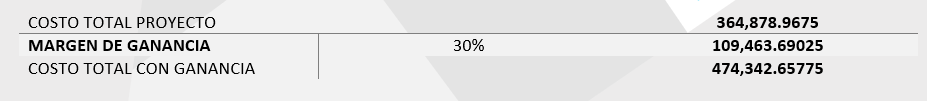 COSTO TOTAL PROYECTO 364,878.9675
MARGEN DE GANANCIA 30% 109,463.69025
COSTO TOTAL CON GANANCIA 474,342.65775